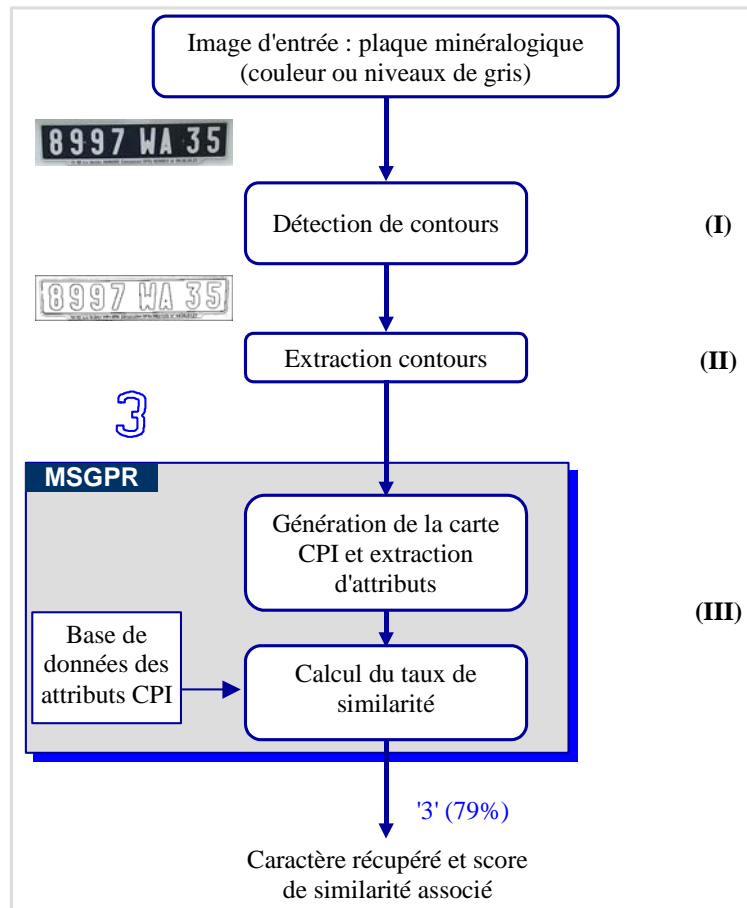 Image d'entrée : plaque minéralogique
(couleur ou niveaux de gris)
8997 WA 35
Détection de contours
(I)
8997 WA 35
Extraction contours
(II)
3
MSGPR
Génération de la carte
CPI et extraction
d'attributs
(III)
Base de
données des
attributs CPI
Calcul du taux de
similarité
'3' (79%)
Caractère récupéré et score
de similarité associé